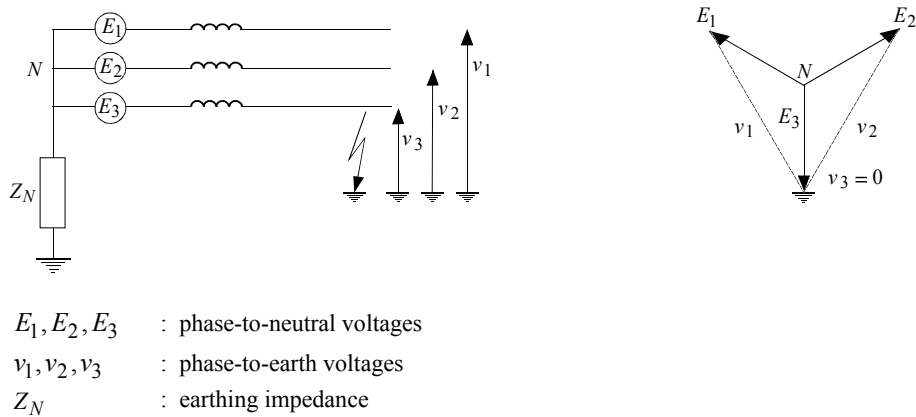 E1
N
E2
E3
ZN
v1
v2
v3
E1
E2
N
E3
v1
v2
v3 = 0
E1, E2, E3 : phase-to-neutral voltages
v1, v2, v3 : phase-to-earth voltages
ZN : earthing impedance